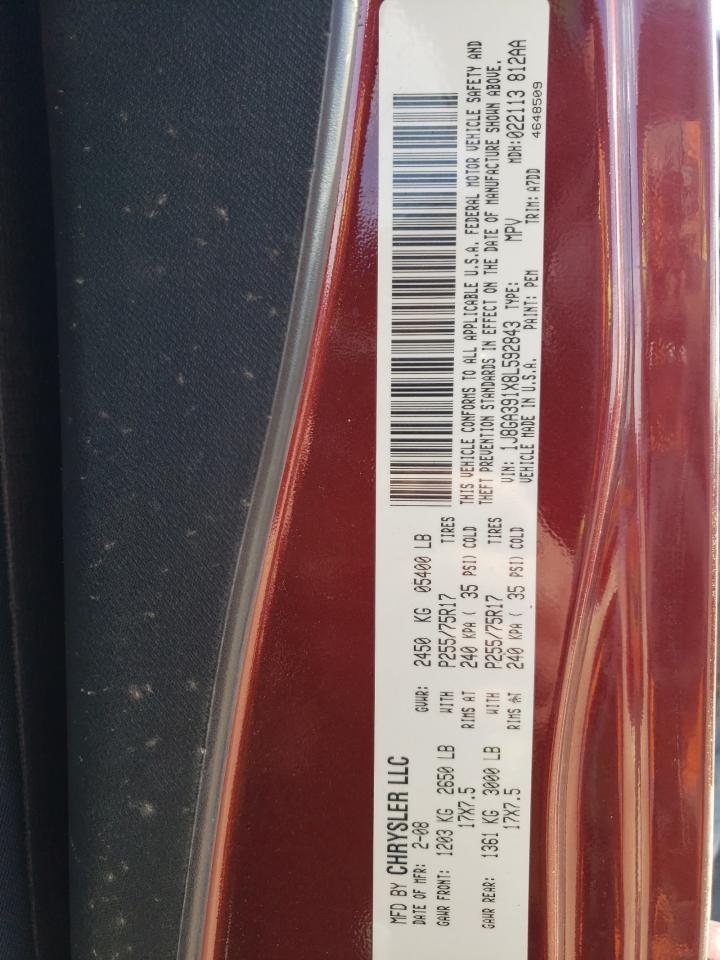 MFD BY CHRYSLER LLC
DATE OF MFR: 2-08 GVWR: 2450 KG 05400 LB
GAWR FRONT: 1203 KG 2650 LB WITH P255/75R17 TIRES
17X7.5 RIMS AT 240 KPA ( 35 PSI) COLD
GAWR REAR: 1361 KG 3000 LB WITH P255/75R17 TIRES
17X7.5 RIMS AT 240 KPA ( 35 PSI) COLD
THIS VEHICLE CONFORMS TO ALL APPLICABLE U.S.A. FEDERAL MOTOR VEHICLE SAFETY AND
THEFT PREVENTION STANDARDS IN EFFECT ON THE DATE OF MANUFACTURE SHOWN ABOVE.
VIN: 1J8GA391X8L592843 TYPE: MPV MDH:022113 812AA
VEHICLE MADE IN U.S.A. PAINT: PEM TRIM: A7DD 4648509